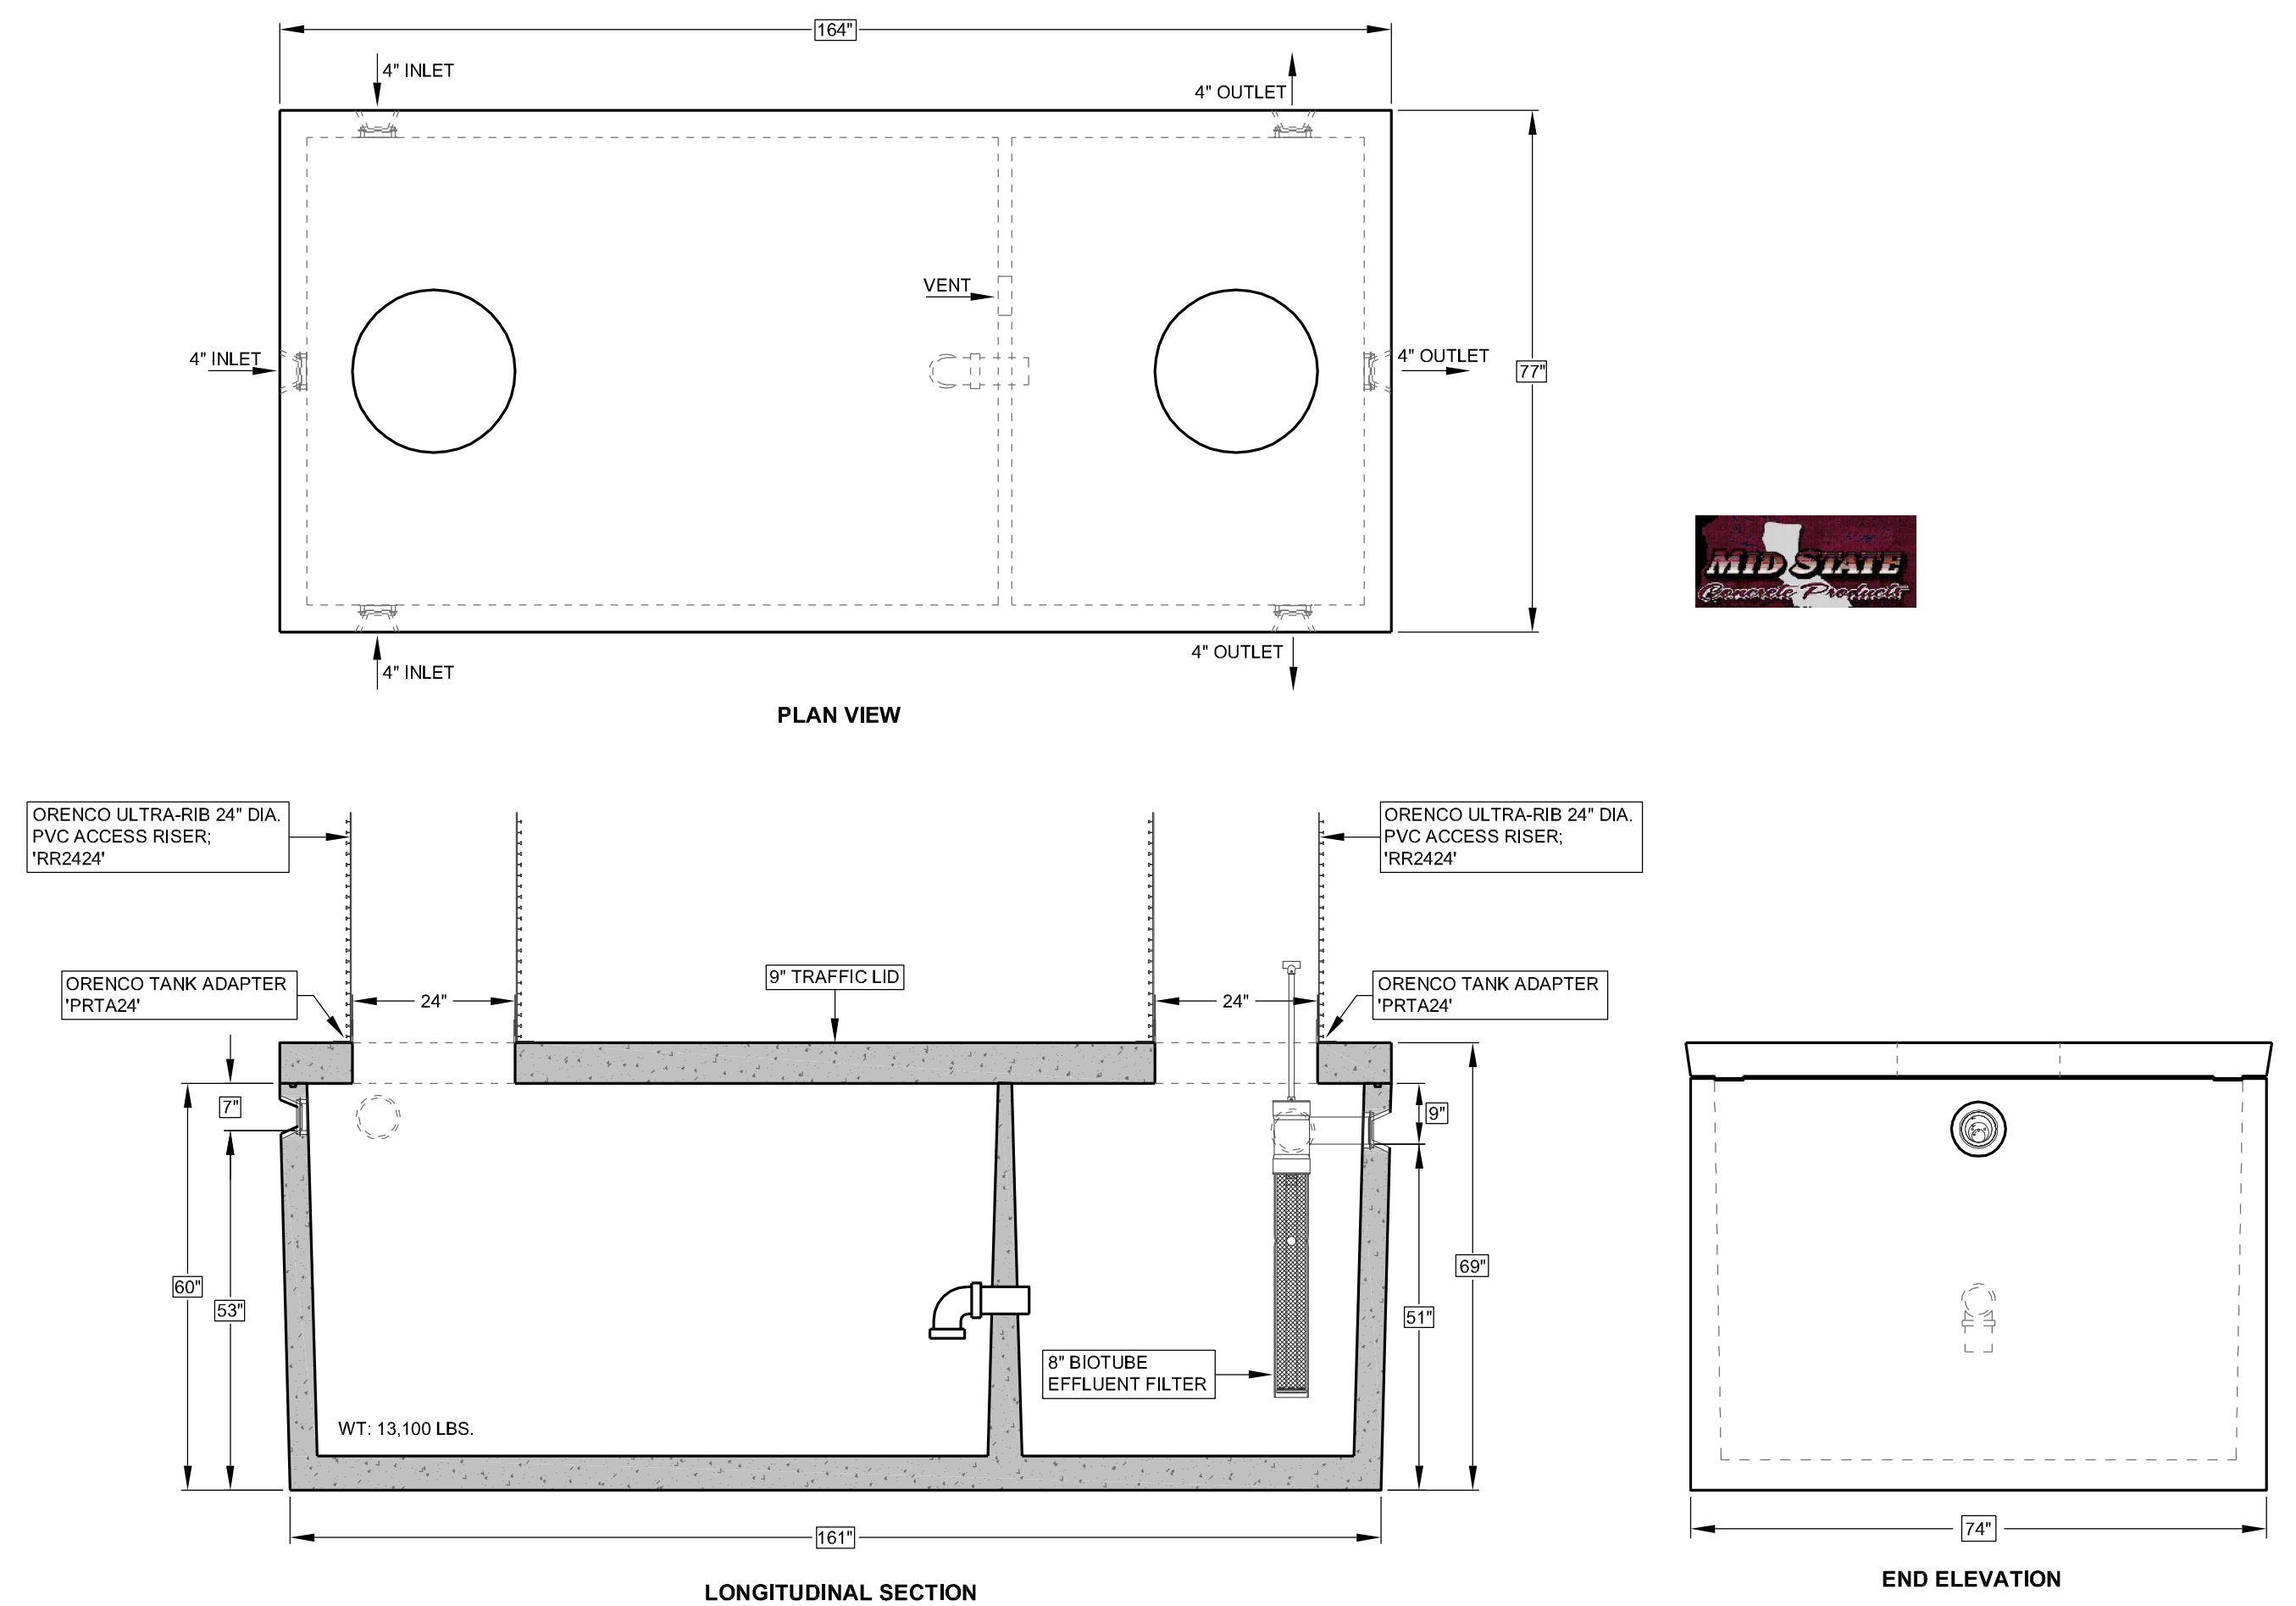 164"
4" INLET
4" OUTLET
VENT
4" INLET
4" OUTLET
77"
4" INLET
4" OUTLET
PLAN VIEW
MID STATE
Concrete Products
ORENCO ULTRA-RIB 24" DIA.
PVC ACCESS RISER;
'RR2424'
ORENCO ULTRA-RIB 24" DIA.
PVC ACCESS RISER;
'RR2424'
ORENCO TANK ADAPTER
'PRTA24'
24"
9" TRAFFIC LID
24"
ORENCO TANK ADAPTER
'PRTA24'
7"
9"
60"
53"
69"
51"
8" BIOTUBE
EFFLUENT FILTER
WT: 13,100 LBS.
161"
LONGITUDINAL SECTION
74"
END ELEVATION